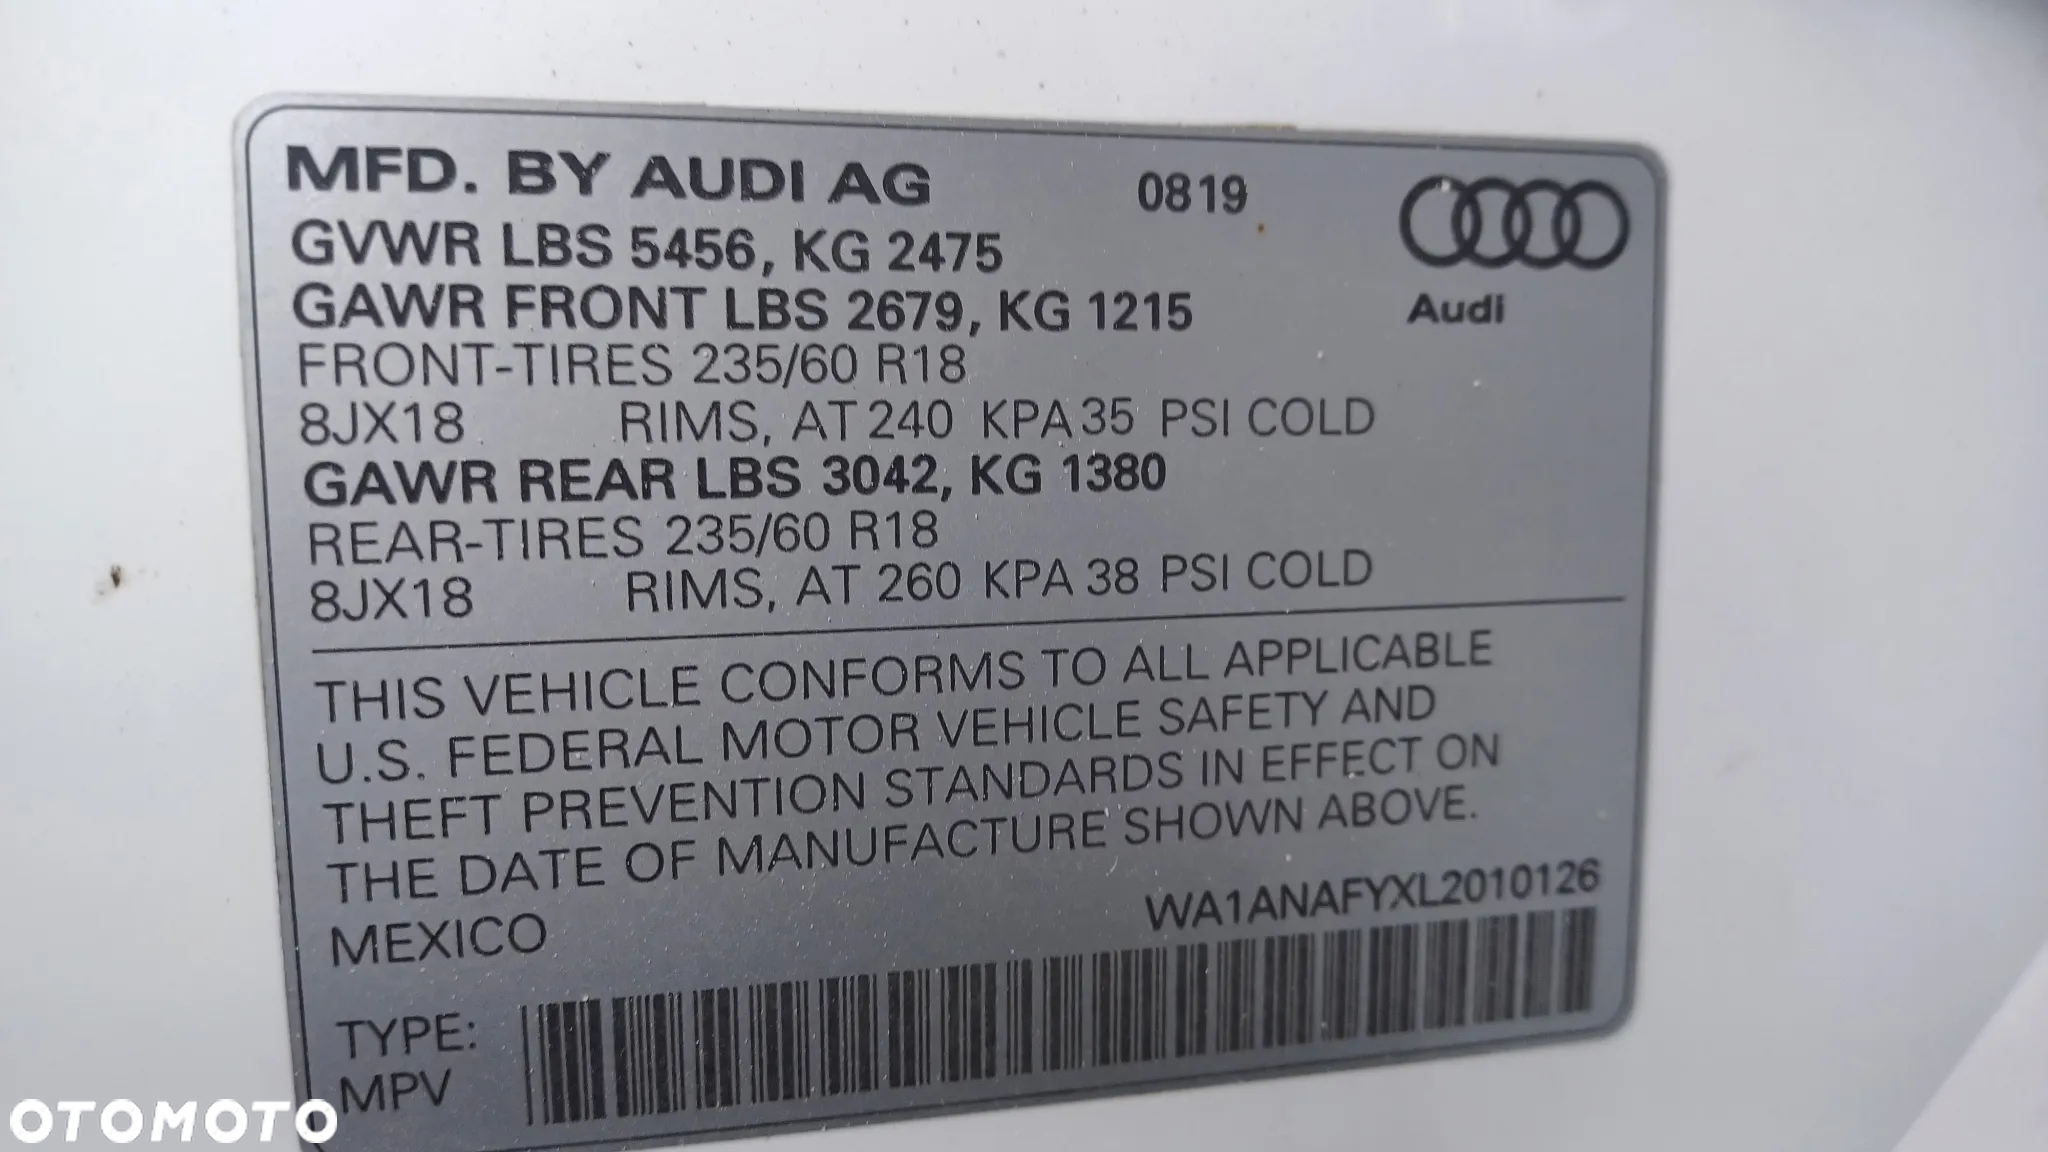 MFD. BY AUDI AG 0819
GVWR LBS 5456, KG 2475
GAWR FRONT LBS 2679, KG 1215
Audi
FRONT-TIRES 235/60 R18
8JX18 RIMS, AT 240 KPA 35 PSI COLD
GAWR REAR LBS 3042, KG 1380
REAR-TIRES 235/60 R18
8JX18 RIMS, AT 260 KPA 38 PSI COLD
THIS VEHICLE CONFORMS TO ALL APPLICABLE
U.S. FEDERAL MOTOR VEHICLE SAFETY AND
THEFT PREVENTION STANDARDS IN EFFECT ON
THE DATE OF MANUFACTURE SHOWN ABOVE.
MEXICO WA1ANAFYXL2010126
TYPE:
MPV
OTOMOTO